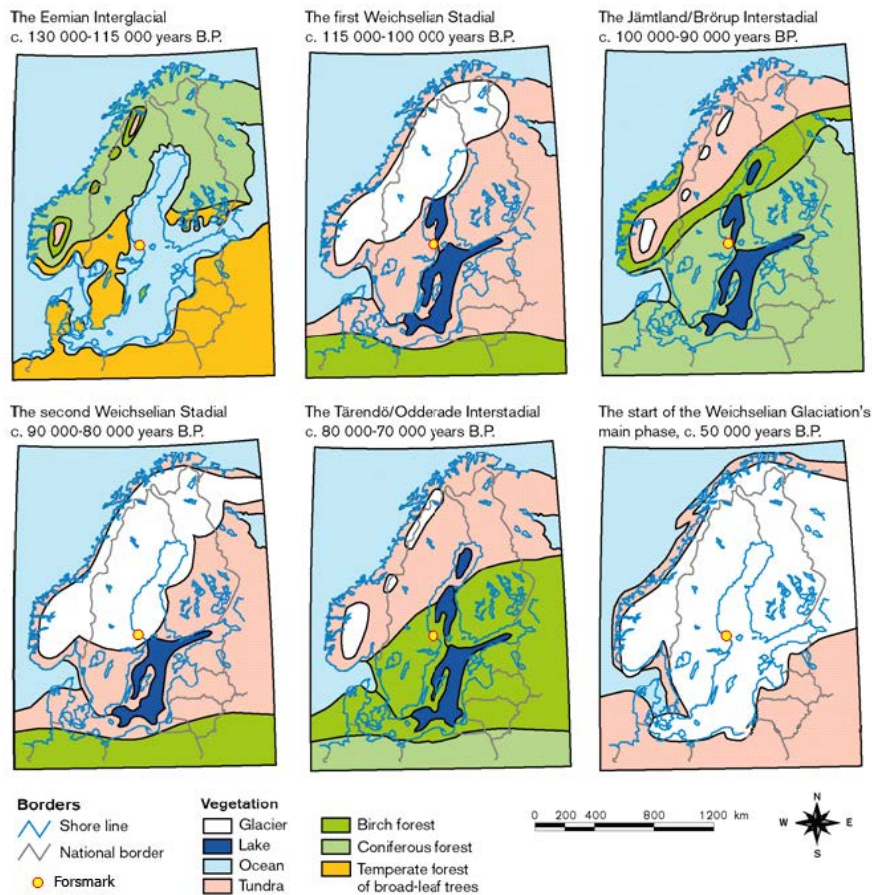 The Eemian Interglacial
c. 130 000-115 000 years B.P.
The first Weichselian Stadial
c. 115 000-100 000 years B.P.
The Jämtland/Brörup Interstadial
c. 100 000-90 000 years BP.
The second Weichselian Stadial
c. 90 000-80 000 years B.P.
The Tärendö/Odderade Interstadial
c. 80 000-70 000 years B.P.
The start of the Weichselian Glaciation's
main phase, c. 50 000 years B.P.
Borders
Shore line
National border
Forsmark
Vegetation
Glacier
Lake
Ocean
Tundra
Birch forest
Coniferous forest
Temperate forest
of broad-leaf trees
0 200 400 800 1200 km
N
W E
S